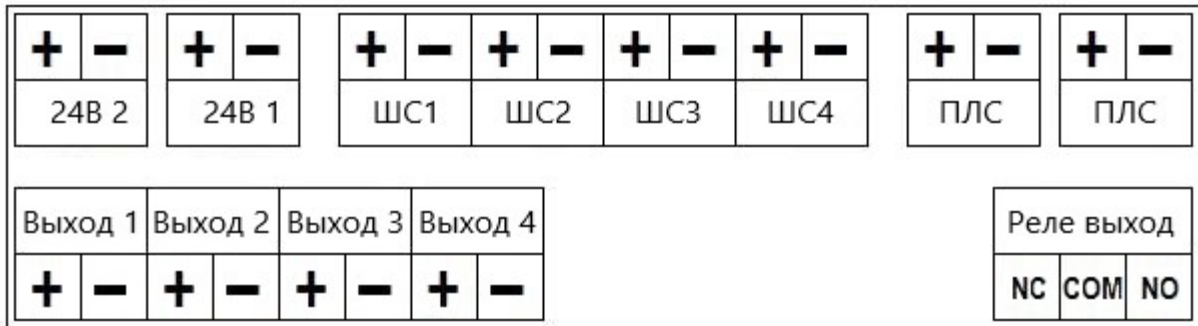 + − + − + − + − + − + − + − + −
24В 2 24В 1 ШС1 ШС2 ШС3 ШС4 ПЛС ПЛС
Выход 1 Выход 2 Выход 3 Выход 4 Реле выход
+ − + − + − + − NC COM NO